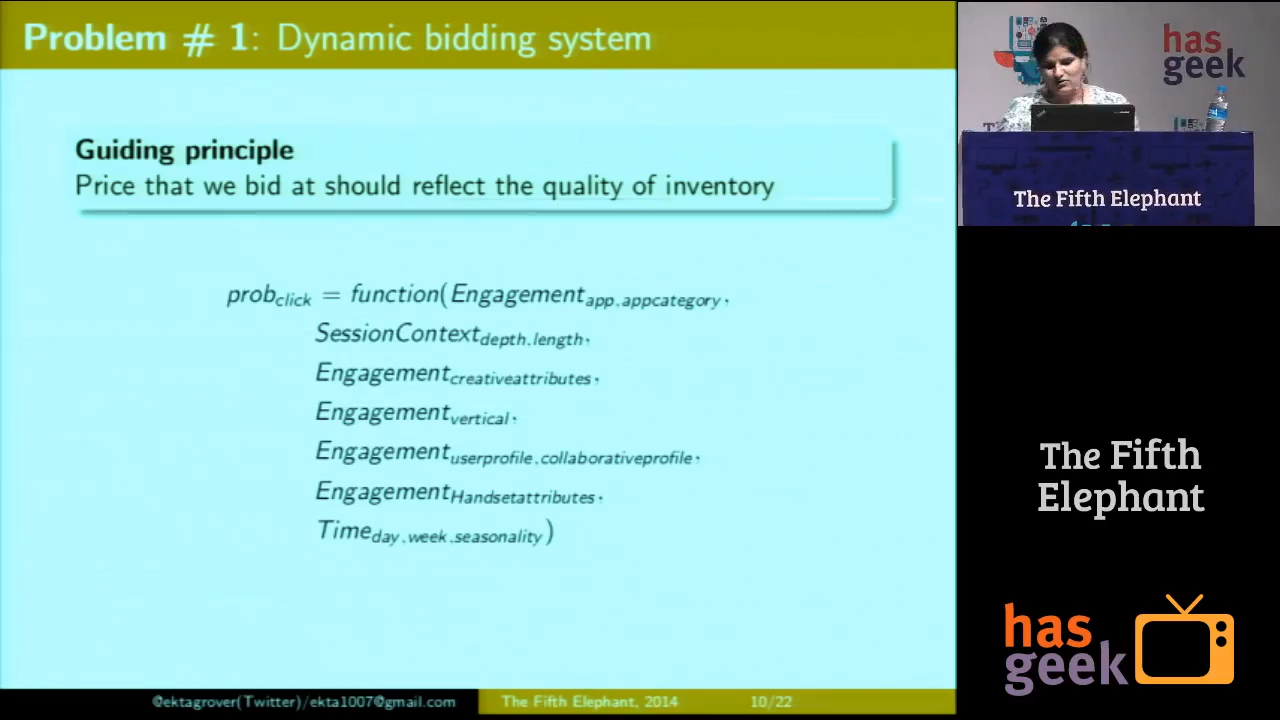 Problem # 1: Dynamic bidding system
Guiding principle
Price that we bid at should reflect the quality of inventory
prob_click = function(Engagement_app,appcategory,
SessionContext_depth,length,
Engagement_creativeattributes,
Engagement_vertical,
Engagement_userprofile,collaborativeprofile,
Engagement_Handsetattributes,
Time_day,week,seasonality)
@ektagrover(Twitter)/ekta1007@gmail.com
The Fifth Elephant, 2014
10/22
has
geek
The Fifth Elephant
The Fifth
Elephant
has
geek